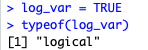 > log_var = TRUE
> typeof(log_var)
[1] "logical"